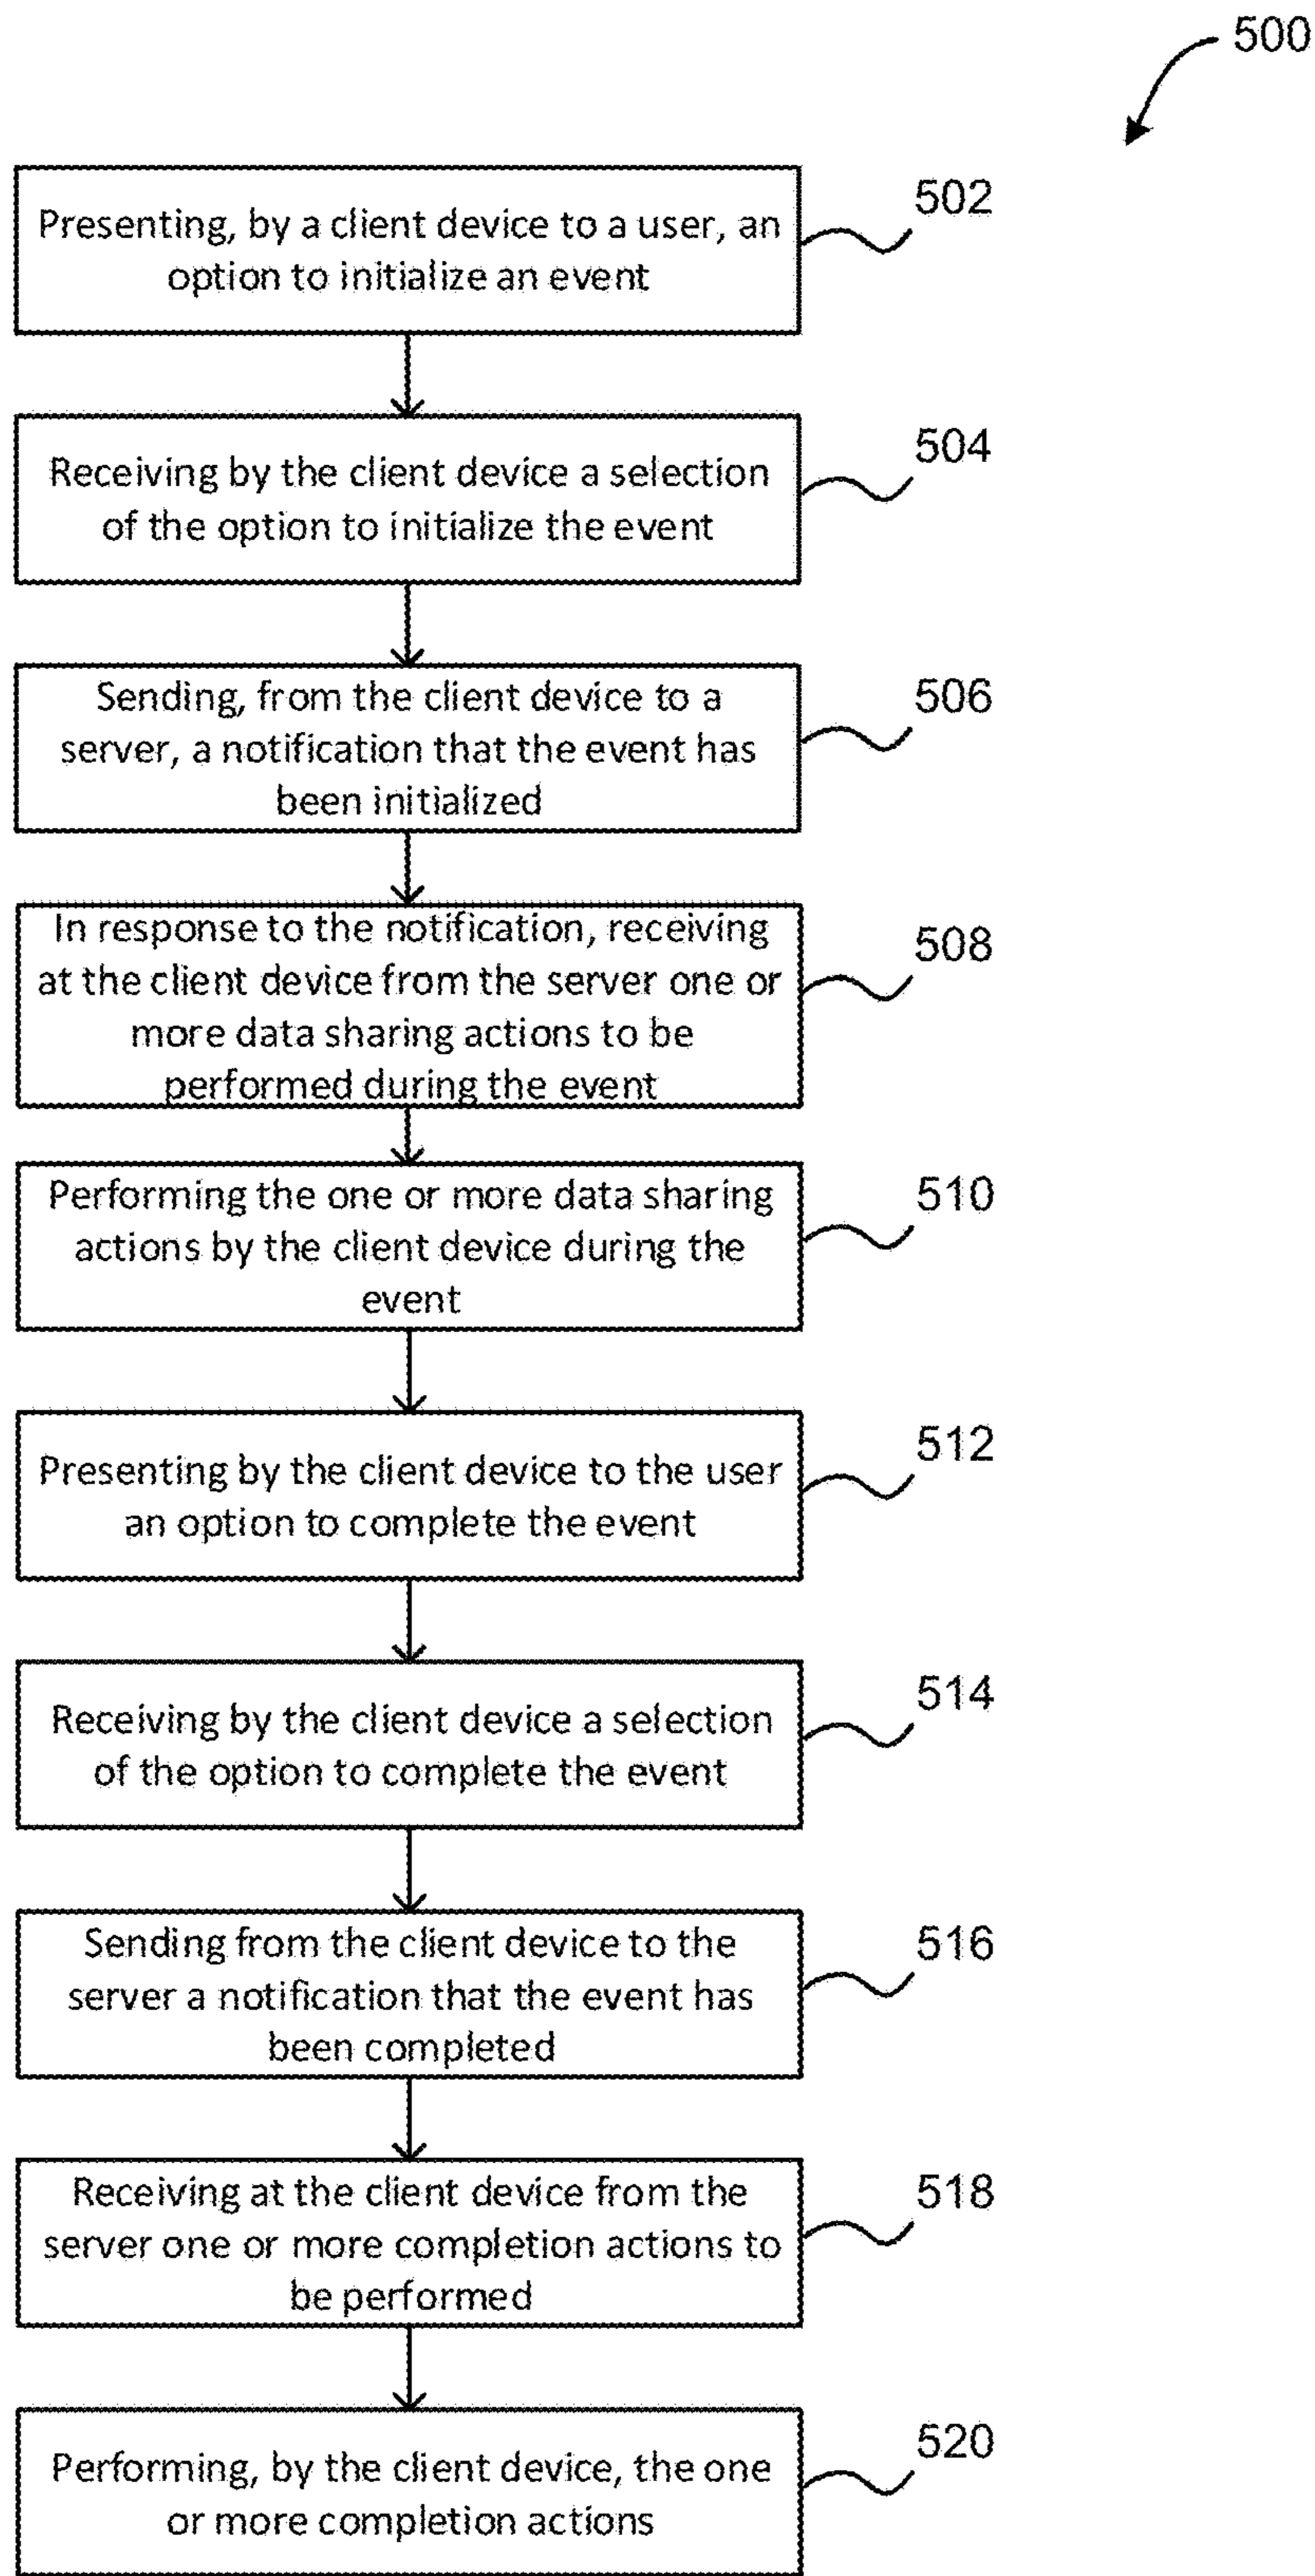 500
Presenting, by a client device to a user, an
option to initialize an event
502
Receiving by the client device a selection
of the option to initialize the event
504
Sending, from the client device to a
server, a notification that the event has
been initialized
506
In response to the notification, receiving
at the client device from the server one or
more data sharing actions to be
performed during the event
508
Performing the one or more data sharing
actions by the client device during the
event
510
Presenting by the client device to the user
an option to complete the event
512
Receiving by the client device a selection
of the option to complete the event
514
Sending from the client device to the
server a notification that the event has
been completed
516
Receiving at the client device from the
server one or more completion actions to
be performed
518
Performing, by the client device, the one
or more completion actions
520